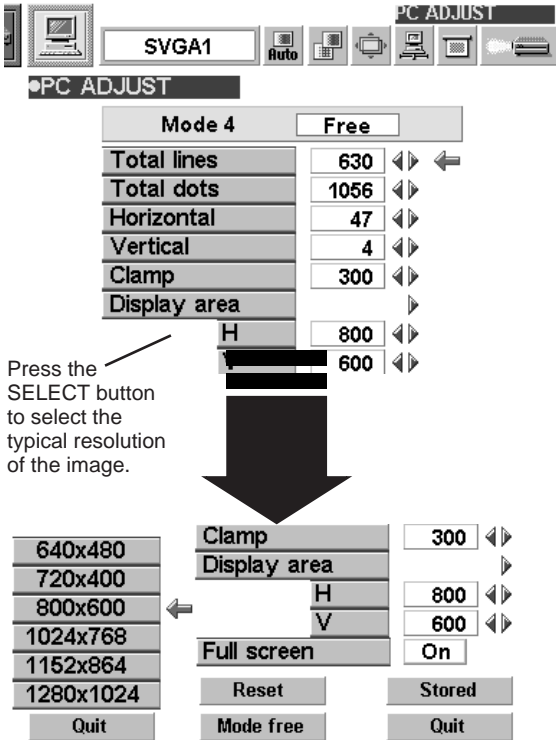 PC ADJUST
SVGA1
Auto
●PC ADJUST
Mode 4 Free
Total lines 630
Total dots 1056
Horizontal 47
Vertical 4
Clamp 300
Display area
H 800
V 600
Press the
SELECT button
to select the
typical resolution
of the image.
640x480
720x400
800x600
1024x768
1152x864
1280x1024
Quit
Clamp 300
Display area
H 800
V 600
Full screen On
Reset Stored
Mode free Quit